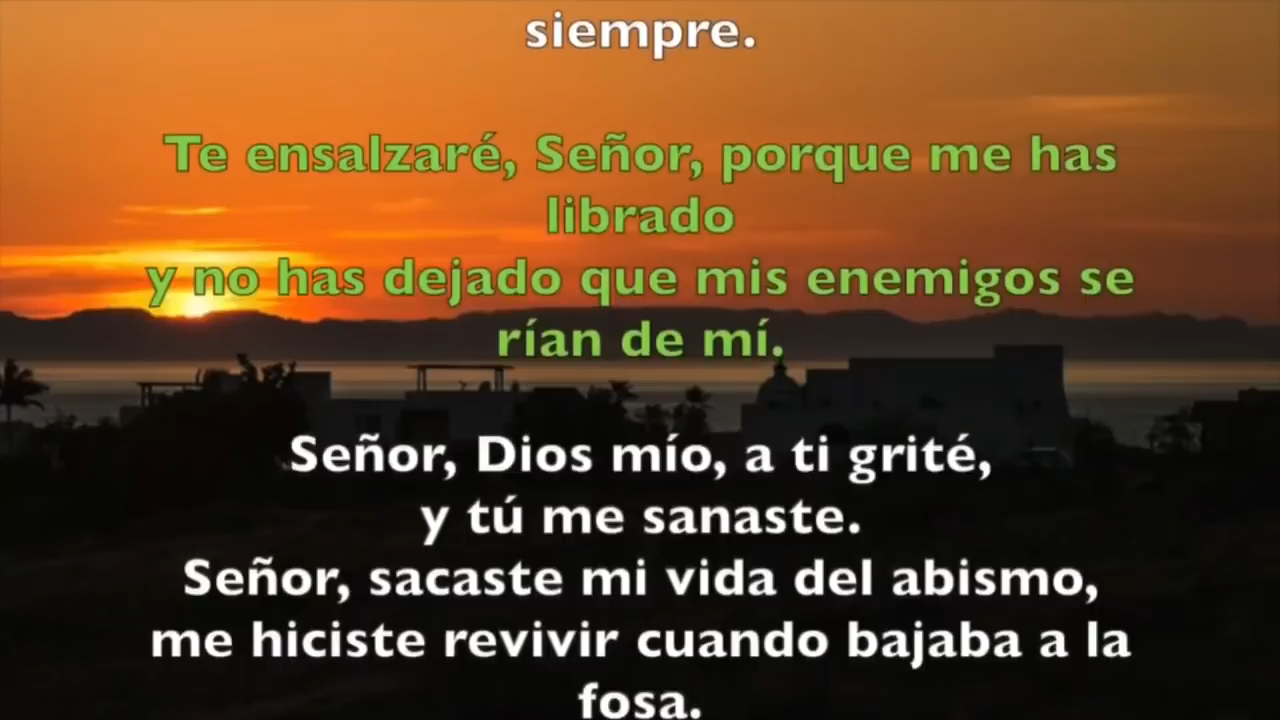 siempre.
Te ensalzaré, Señor, porque me has
librado
y no has dejado que mis enemigos se
rían de mí.
Señor, Dios mío, a ti grité,
y tú me sanaste.
Señor, sacaste mi vida del abismo,
me hiciste revivir cuando bajaba a la
fosa.